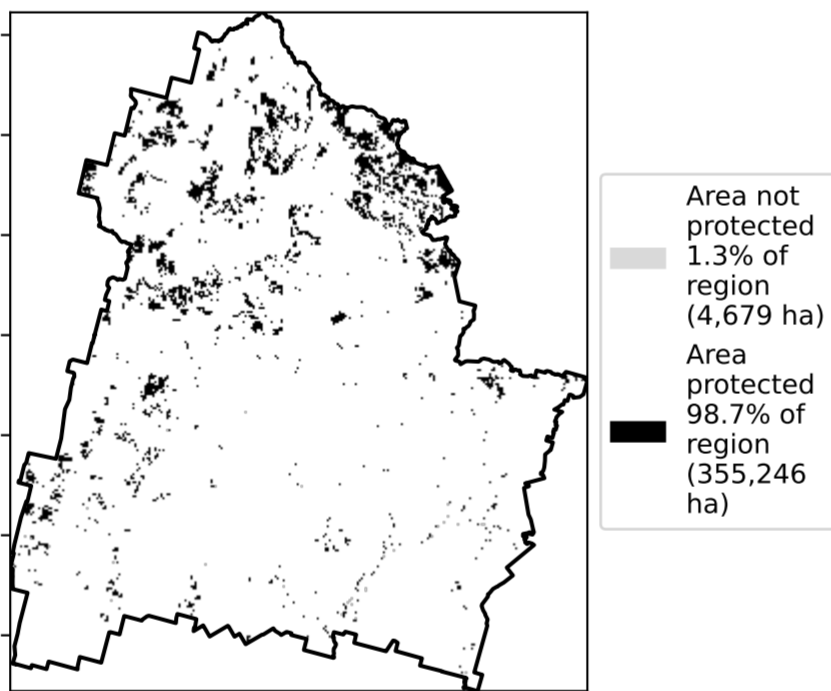 Area not
protected
1.3% of
region
(4,679 ha)
Area
protected
98.7% of
region
(355,246
ha)